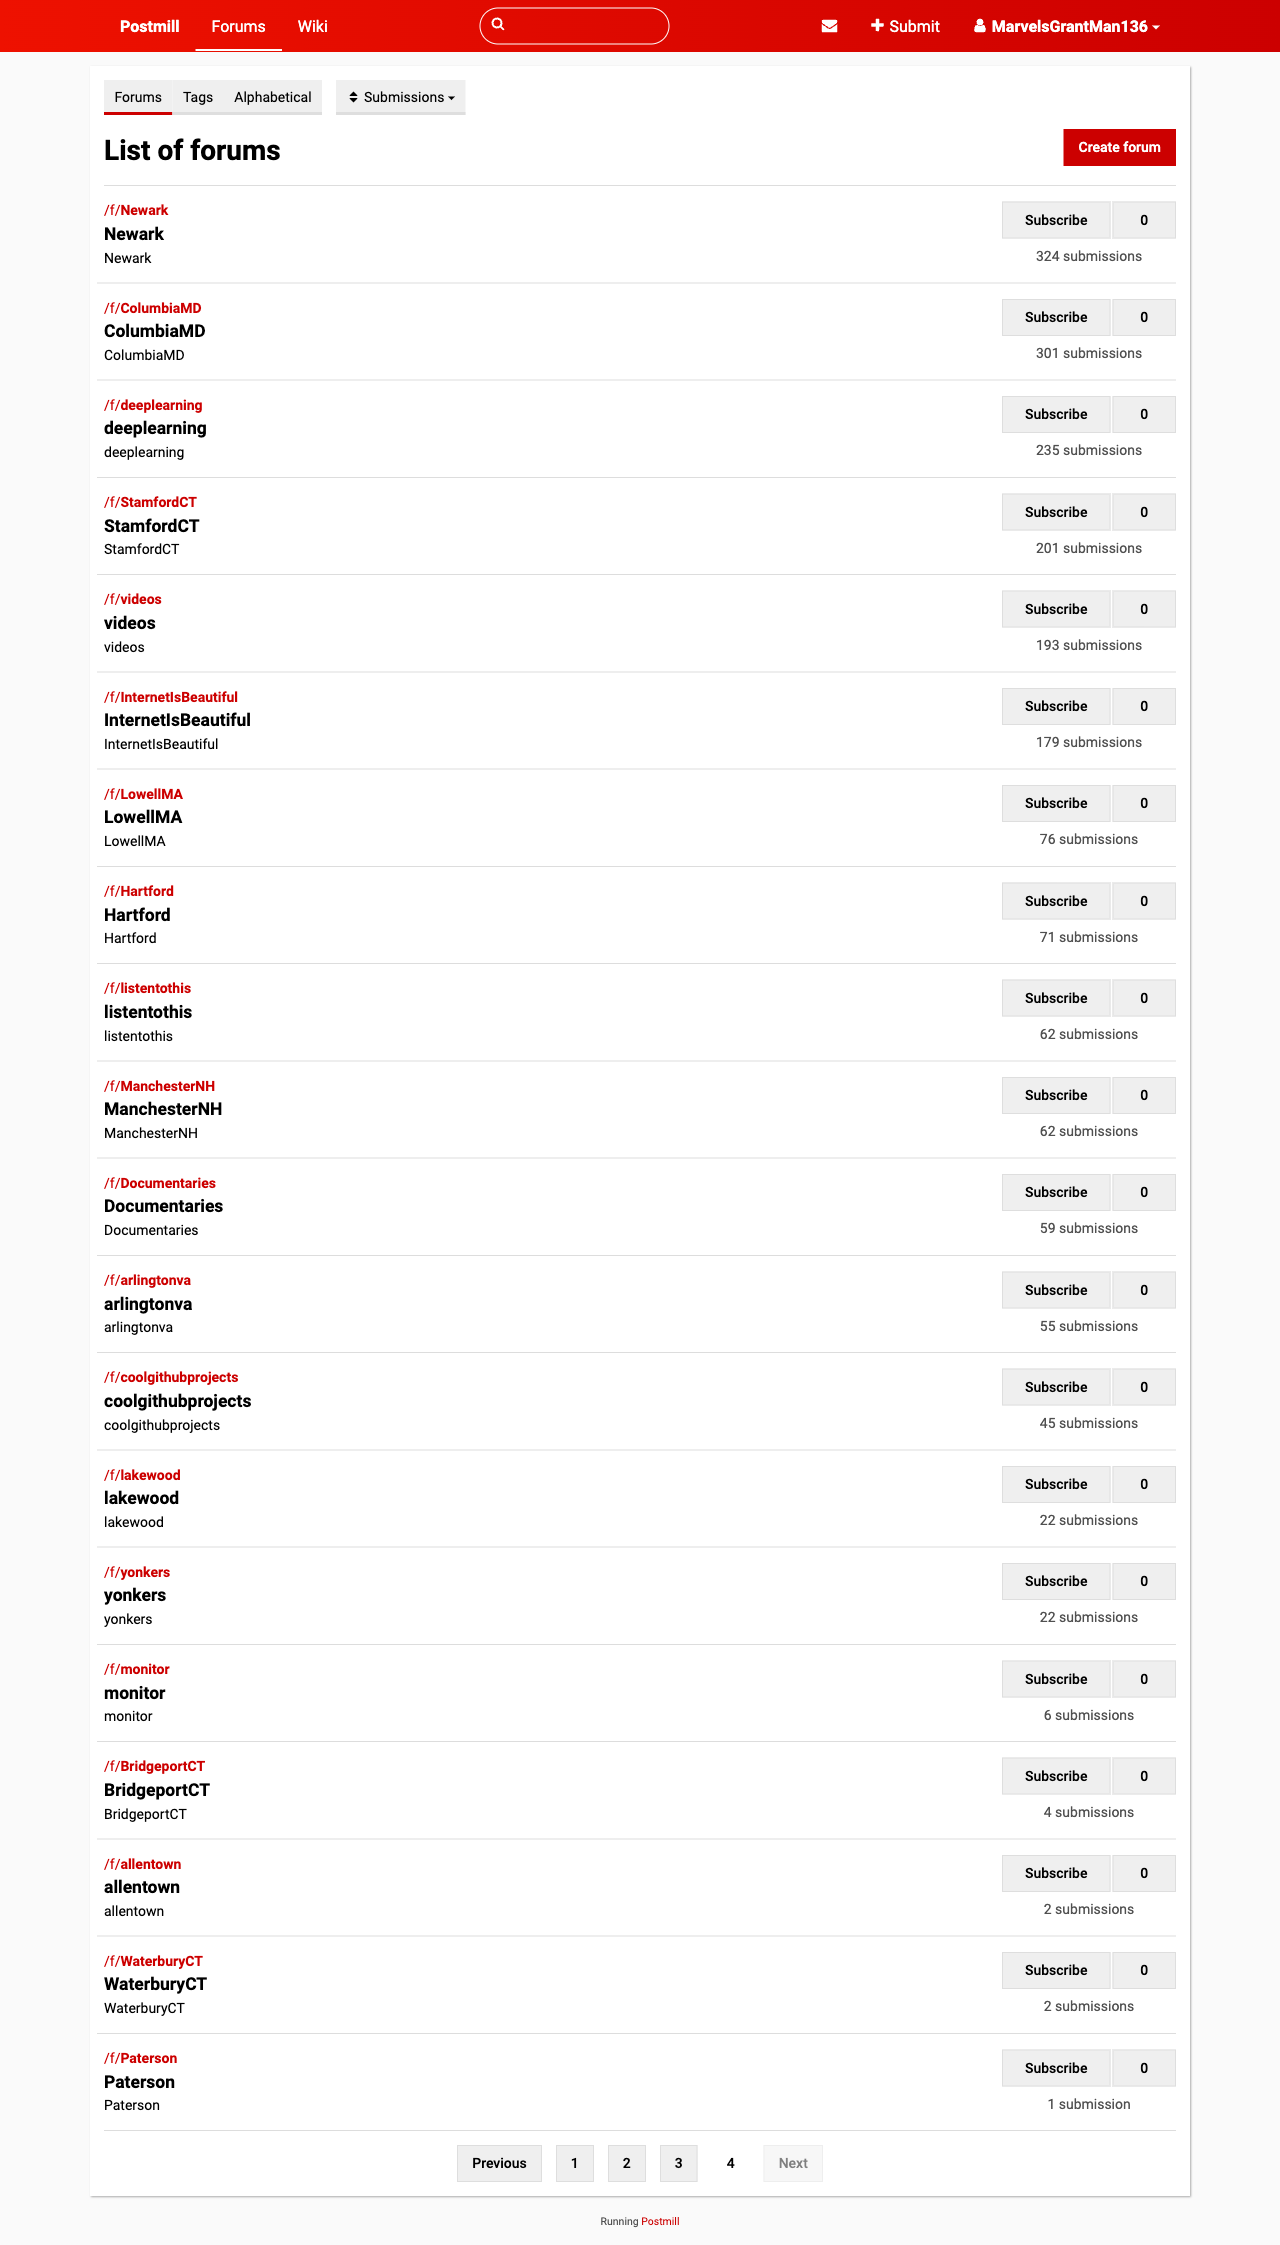 Postmill Forums Wiki Submit MarvelsGrantMan136
Forums Tags Alphabetical Submissions
List of forums Create forum
/f/Newark
Newark Subscribe 0
Newark 324 submissions
/f/ColumbiaMD
ColumbiaMD Subscribe 0
ColumbiaMD 301 submissions
/f/deeplearning
deeplearning Subscribe 0
deeplearning 235 submissions
/f/StamfordCT
StamfordCT Subscribe 0
StamfordCT 201 submissions
/f/videos
videos Subscribe 0
videos 193 submissions
/f/InternetIsBeautiful
InternetIsBeautiful Subscribe 0
InternetIsBeautiful 179 submissions
/f/LowellMA
LowellMA Subscribe 0
LowellMA 76 submissions
/f/Hartford
Hartford Subscribe 0
Hartford 71 submissions
/f/listentothis
listentothis Subscribe 0
listentothis 62 submissions
/f/ManchesterNH
ManchesterNH Subscribe 0
ManchesterNH 62 submissions
/f/Documentaries
Documentaries Subscribe 0
Documentaries 59 submissions
/f/arlingtonva
arlingtonva Subscribe 0
arlingtonva 55 submissions
/f/coolgithubprojects
coolgithubprojects Subscribe 0
coolgithubprojects 45 submissions
/f/lakewood
lakewood Subscribe 0
lakewood 22 submissions
/f/yonkers
yonkers Subscribe 0
yonkers 22 submissions
/f/monitor
monitor Subscribe 0
monitor 6 submissions
/f/BridgeportCT
BridgeportCT Subscribe 0
BridgeportCT 4 submissions
/f/allentown
allentown Subscribe 0
allentown 2 submissions
/f/WaterburyCT
WaterburyCT Subscribe 0
WaterburyCT 2 submissions
/f/Paterson
Paterson Subscribe 0
Paterson 1 submission
Previous 1 2 3 4 Next
Running Postmill